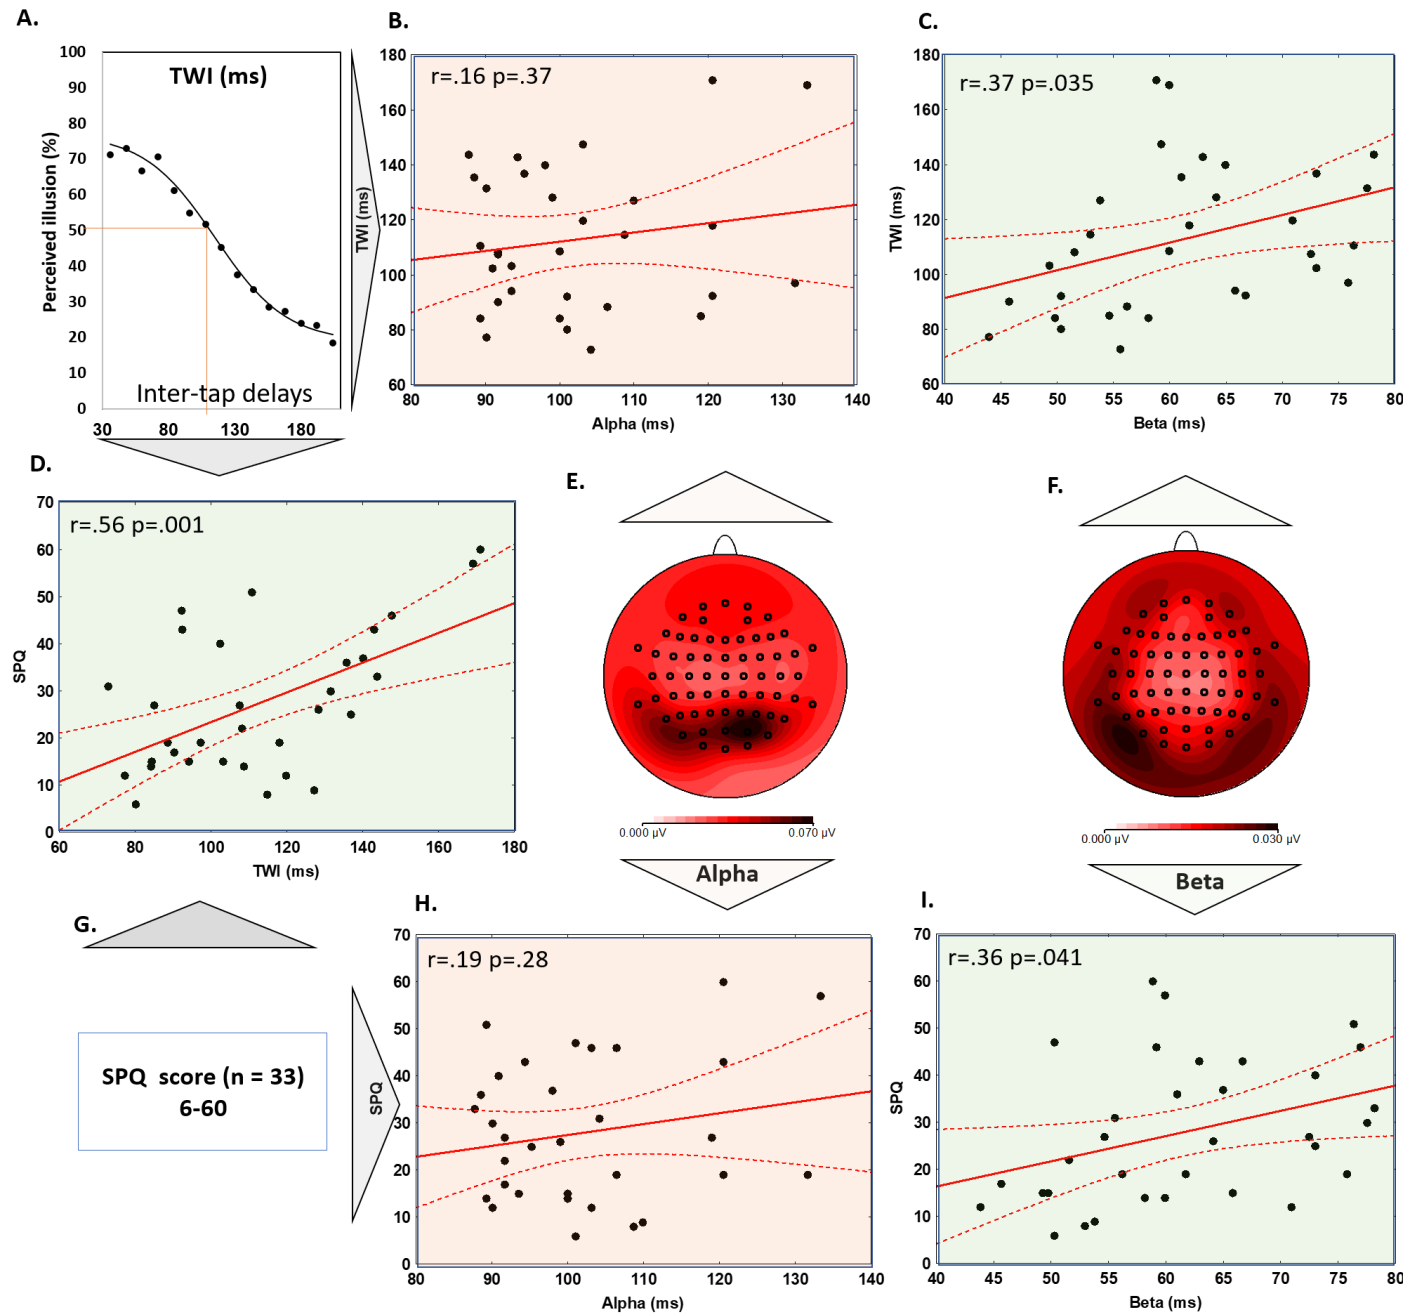 A.
TWI (ms)
Perceived illusion (%)
100
90
80
70
60
50
40
30
20
10
0
Inter-tap delays
30 80 130 180
B.
r=.16 p=.37
TWI (ms)
180
160
140
120
100
80
60
80 90 100 110 120 130 140
Alpha (ms)
C.
r=.37 p=.035
TWI (ms)
180
160
140
120
100
80
60
40 45 50 55 60 65 70 75 80
Beta (ms)
D.
r=.56 p=.001
SPQ
70
60
50
40
30
20
10
0
60 80 100 120 140 160 180
TWI (ms)
E.
0.000 µV 0.070 µV
Alpha
F.
0.000 µV 0.030 µV
Beta
G.
SPQ score (n = 33)
6-60
H.
r=.19 p=.28
SPQ
70
60
50
40
30
20
10
0
80 90 100 110 120 130 140
Alpha (ms)
I.
r=.36 p=.041
SPQ
70
60
50
40
30
20
10
0
40 45 50 55 60 65 70 75 80
Beta (ms)